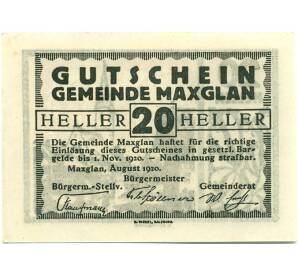 GUTSCHEIN
GEMEINDE MAXGLAN
HELLER 20 HELLER
Die Gemeinde Maxglan haftet für die richtige
Einlösung dieses Gutscheines in gesetzl. Bar-
gelde bis 1. Nov. 1920. – Nachahmung strafbar.
Maxglan, August 1920.
Bürgermeister
Bürgerm.-Stellv. Gemeinderat